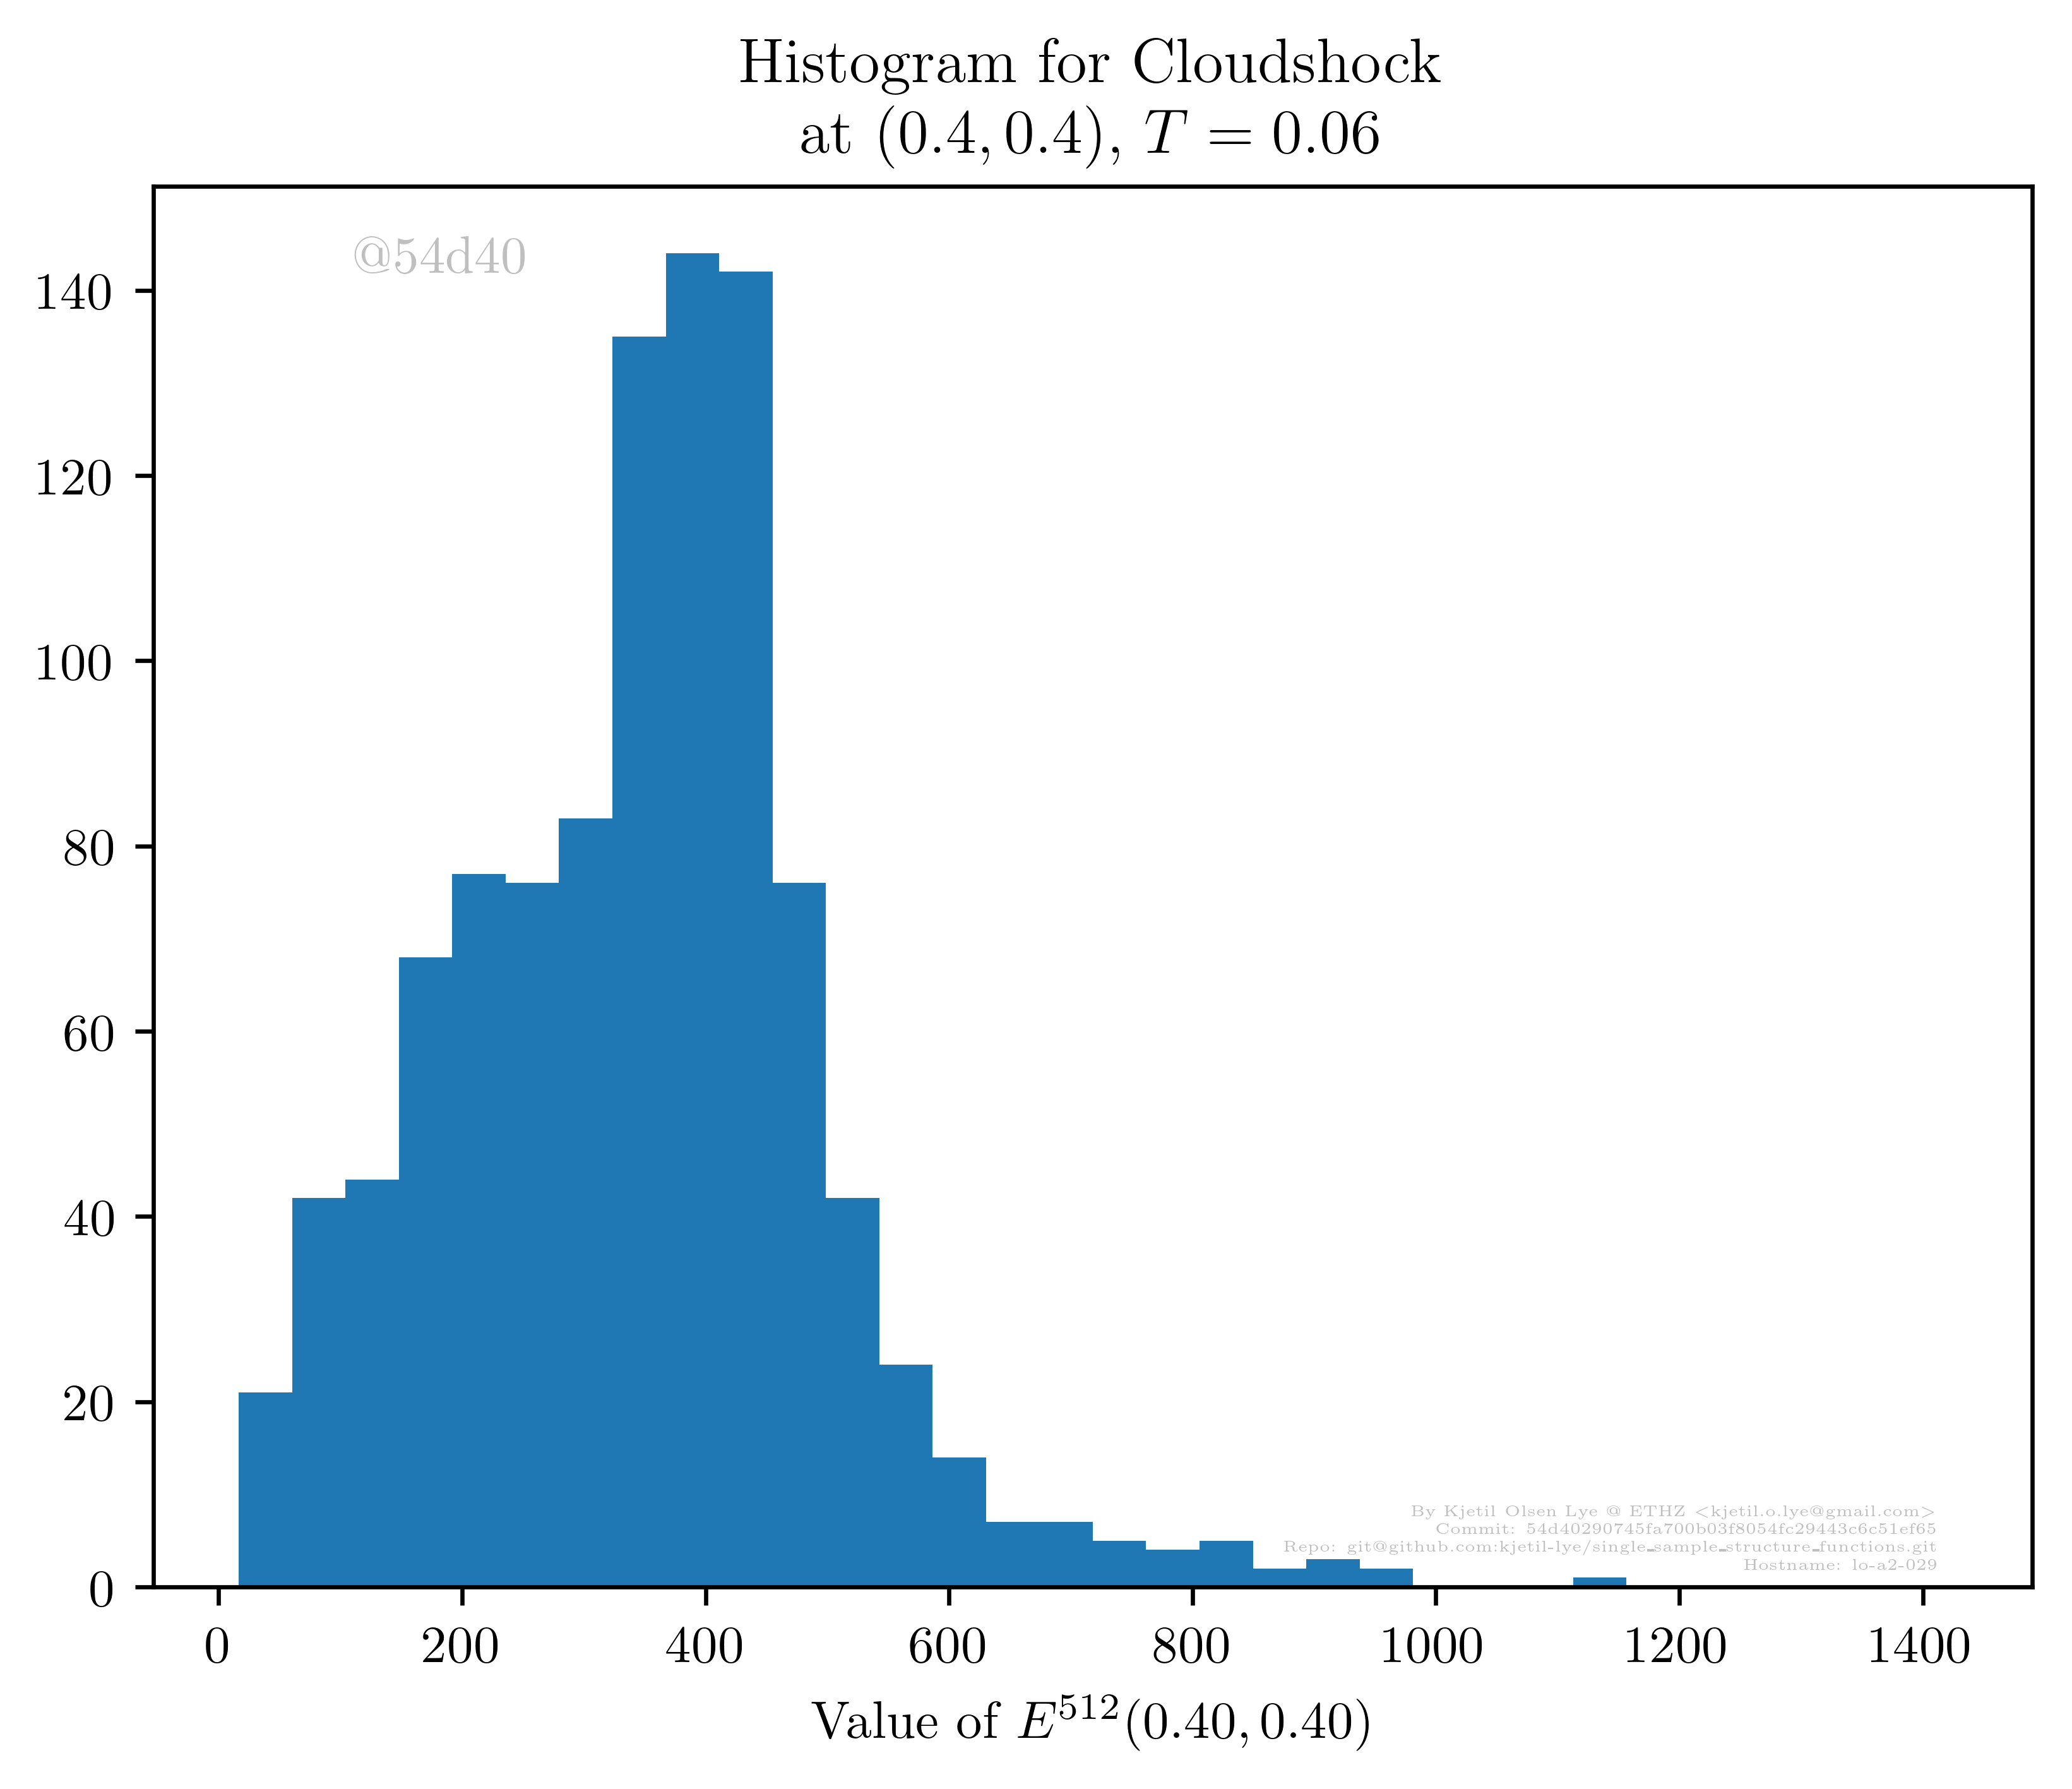 Histogram for Cloudshock
at (0.4, 0.4), T = 0.06
@54d40
140
120
100
80
60
40
20
0
By Kjetil Olsen Lye @ ETHZ <kjetil.o.lye@gmail.com>
Commit: 54d40290745fa700b03f8054fc29443c6c51ef65
Repo: git@github.com:kjetil-lye/single_sample_structure_functions.git
Hostname: lo-a2-029
0 200 400 600 800 1000 1200 1400
Value of E^512(0.40, 0.40)